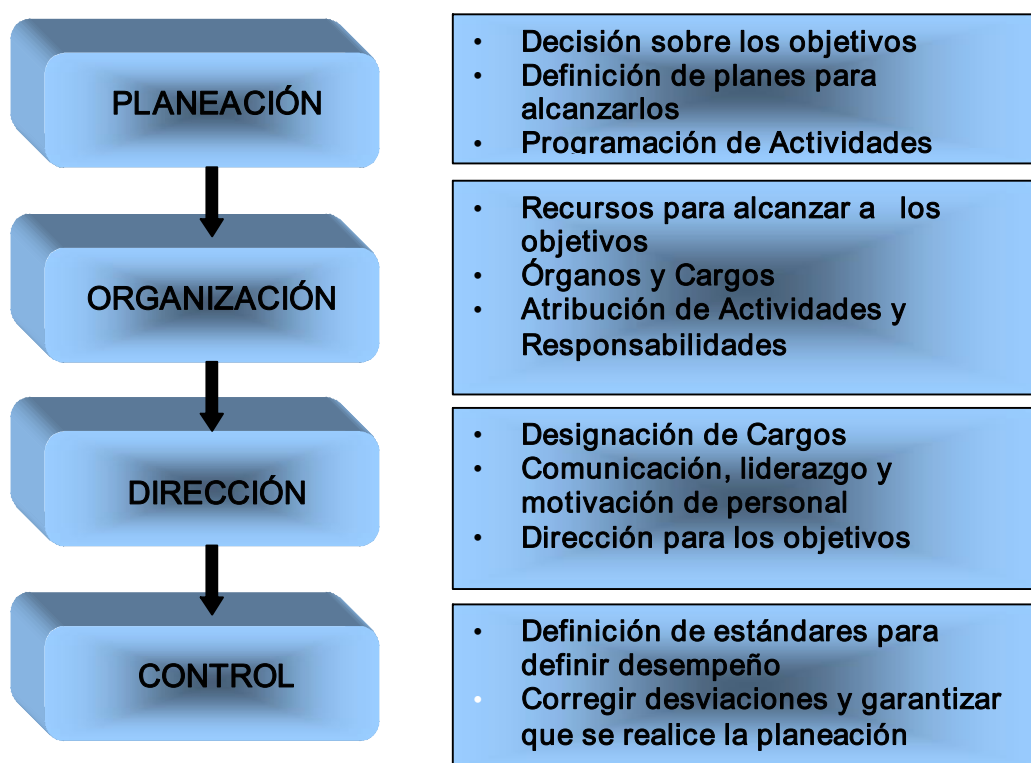 PLANEACIÓN
• Decisión sobre los objetivos
• Definición de planes para
alcanzarlos
• Programación de Actividades
ORGANIZACIÓN
• Recursos para alcanzar a los
objetivos
• Órganos y Cargos
• Atribución de Actividades y
Responsabilidades
DIRECCIÓN
• Designación de Cargos
• Comunicación, liderazgo y
motivación de personal
• Dirección para los objetivos
CONTROL
• Definición de estándares para
definir desempeño
• Corregir desviaciones y garantizar
que se realice la planeación